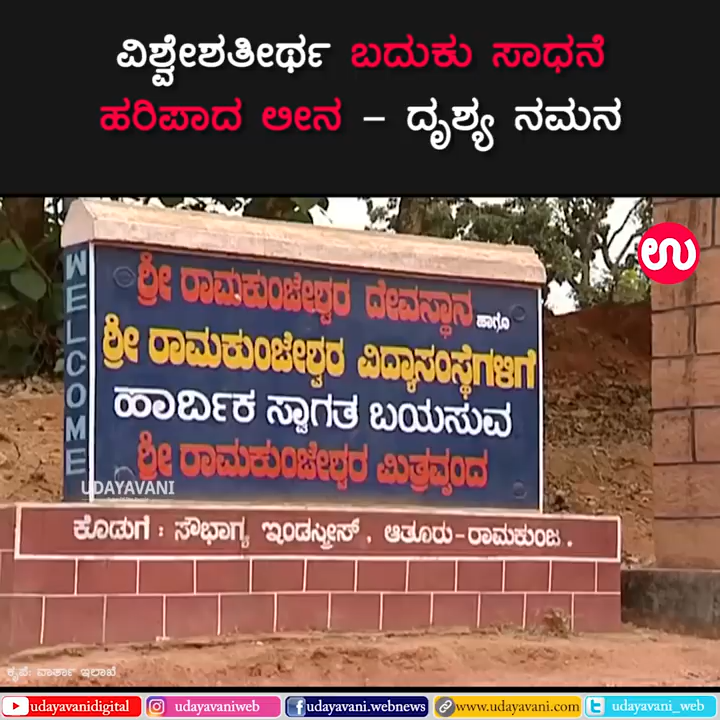 ವಿಶ್ವೇಶತೀರ್ಥ ಬದುಕು ಸಾಧನೆ
ಹರಿಪಾದ ಲೀನ – ದೃಶ್ಯ ನಮನ
ಉ
WELCOME
ಶ್ರೀ ರಾಮಕುಂಜೇಶ್ವರ ದೇವಸ್ಥಾನ ಹಾಗೂ
ಶ್ರೀ ರಾಮಕುಂಜೇಶ್ವರ ವಿದ್ಯಾಸಂಸ್ಥೆಗಳಿಗೆ
ಹಾರ್ದಿಕ ಸ್ವಾಗತ ಬಯಸುವ
ಶ್ರೀ ರಾಮಕುಂಜೇಶ್ವರ ಮಿತ್ರವೃಂದ
UDAYAVANI
ಕೊಡುಗೆ : ಸೌಭಾಗ್ಯ ಇಂಡಸ್ಟ್ರೀಸ್ , ಆತೂರು-ರಾಮಕುಂಜ .
ಕೃಪೆ: ವಾರ್ತಾ ಇಲಾಖೆ
udayavanidigital udayavaniweb udayavani.webnews www.udayavani.com udayavani_web